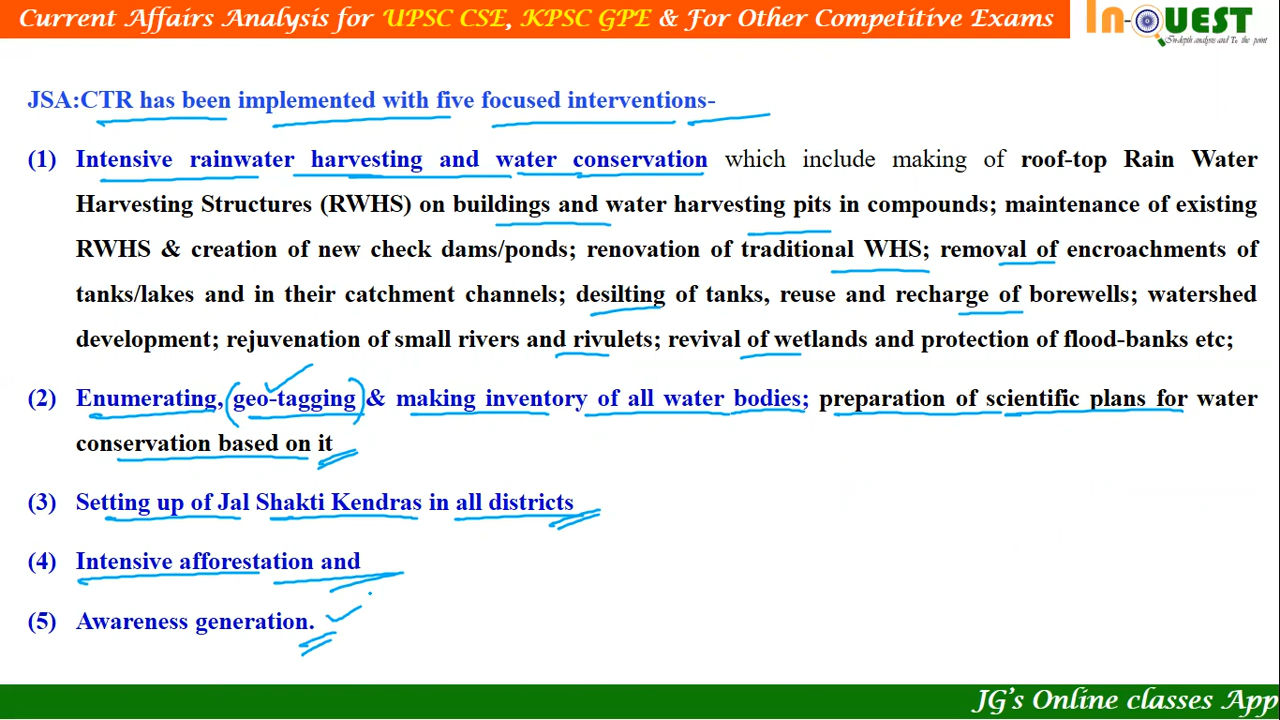 Current Affairs Analysis for UPSC CSE, KPSC GPE & For Other Competitive Exams
In-QUEST
In-depth analysis and To the point
JSA:CTR has been implemented with five focused interventions-
(1) Intensive rainwater harvesting and water conservation which include making of roof-top Rain Water
Harvesting Structures (RWHS) on buildings and water harvesting pits in compounds; maintenance of existing
RWHS & creation of new check dams/ponds; renovation of traditional WHS; removal of encroachments of
tanks/lakes and in their catchment channels; desilting of tanks, reuse and recharge of borewells; watershed
development; rejuvenation of small rivers and rivulets; revival of wetlands and protection of flood-banks etc;
(2) Enumerating, geo-tagging & making inventory of all water bodies; preparation of scientific plans for water
conservation based on it
(3) Setting up of Jal Shakti Kendras in all districts
(4) Intensive afforestation and
(5) Awareness generation.
JG's Online classes App